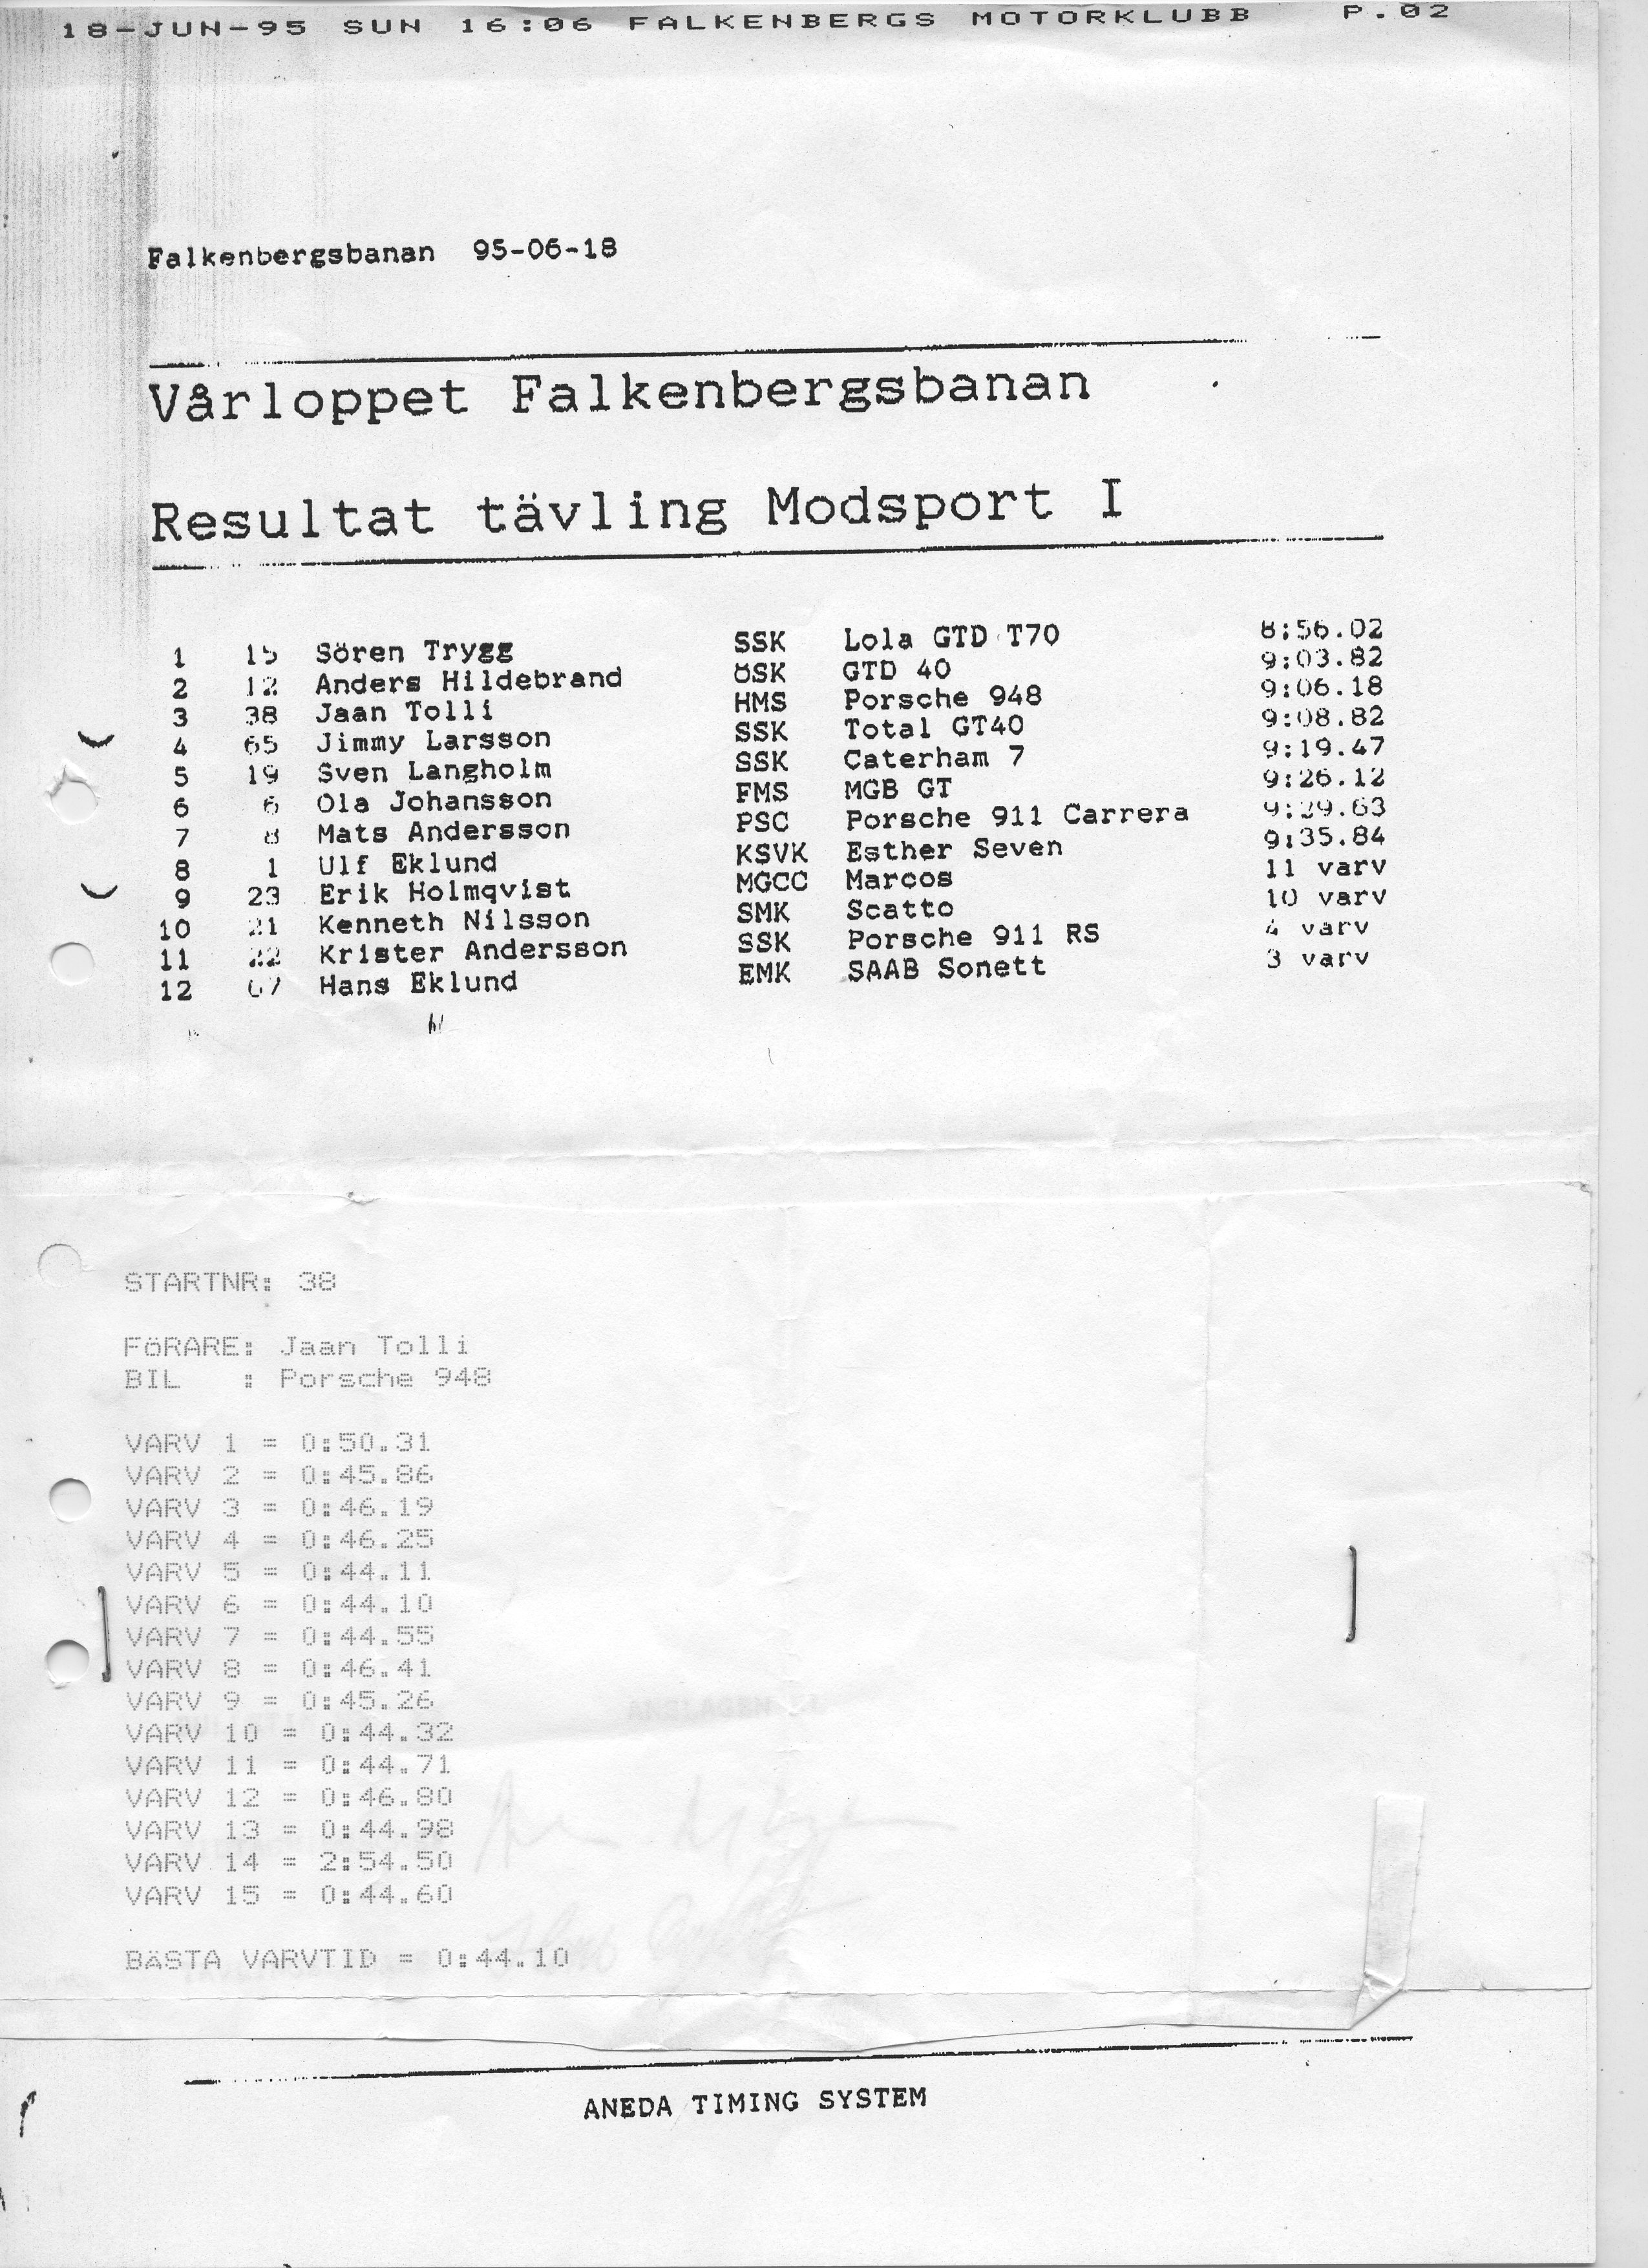 18-JUN-95 SUN 16:06 FALKENBERGS MOTORKLUBB P.02
Falkenbergsbanan 95-06-18
Vårloppet Falkenbergsbanan
Resultat tävling Modsport I
1 15 Sören Trygg SSK Lola GTD T70 8:56.02
2 12 Anders Hildebrand ÖSK GTD 40 9:03.82
3 38 Jaan Tolli HMS Porsche 948 9:06.18
4 65 Jimmy Larsson SSK Total GT40 9:08.82
5 19 Sven Langholm SSK Caterham 7 9:19.47
6 6 Ola Johansson FMS MGB GT 9:26.12
7 8 Mats Andersson PSC Porsche 911 Carrera 9:29.63
8 1 Ulf Eklund KSVK Esther Seven 9:35.84
9 23 Erik Holmqvist MGCC Marcos 11 varv
10 21 Kenneth Nilsson SMK Scatto 10 varv
11 22 Krister Andersson SSK Porsche 911 RS 4 varv
12 67 Hans Eklund EMK SAAB Sonett 3 varv
STARTNR: 38
FÖRARE: Jaan Tolli
BIL : Porsche 948
VARV 1 = 0:50.31
VARV 2 = 0:45.86
VARV 3 = 0:46.19
VARV 4 = 0:46.25
VARV 5 = 0:44.11
VARV 6 = 0:44.10
VARV 7 = 0:44.55
VARV 8 = 0:46.41
VARV 9 = 0:45.26
VARV 10 = 0:44.32
VARV 11 = 0:44.71
VARV 12 = 0:46.80
VARV 13 = 0:44.98
VARV 14 = 2:54.50
VARV 15 = 0:44.60
BÄSTA VARVTID = 0:44.10
ANEDA TIMING SYSTEM